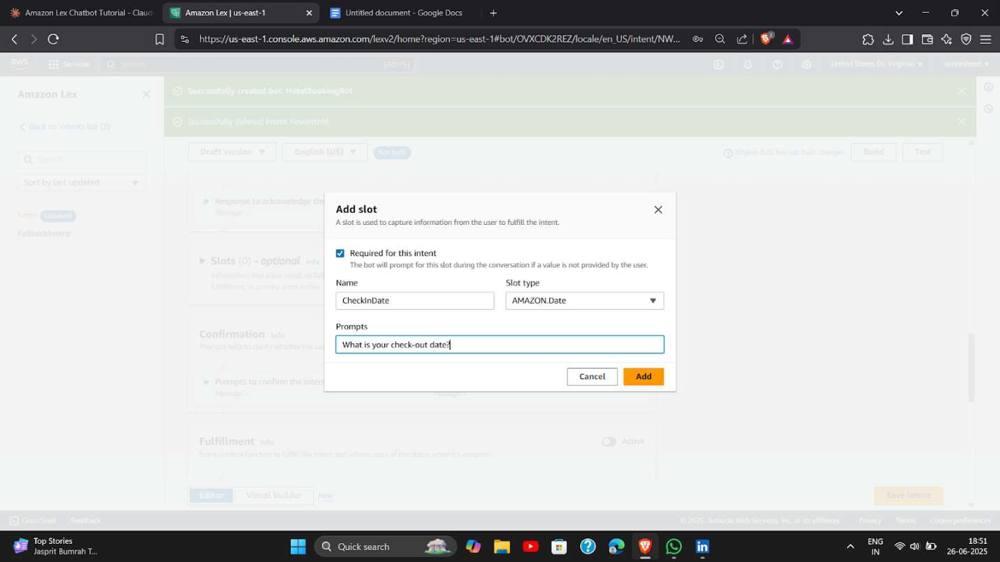 Amazon Lex Chatbot Tutorial - Claud
Amazon Lex | us-east-1
Untitled document - Google Docs
https://us-east-1.console.aws.amazon.com/lexv2/home?region=us-east-1#bot/OVXCDK2REZ/locale/en_US/intent/NW...
2
aws
Services
Search
[Alt+S]
United States (N. Virginia)
Amazon Lex
Successfully created bot: HotelBookingBot
Successfully deleted intent NewIntent
Back to intents list (2)
Search
Sort by last updated
hotel
Unsaved
FallbackIntent
Draft version
English (US)
Not built
English (US) has not built changes
Build
Test
Response to acknowledge the
Message
Slots (0) - optional Info
Information that a bot needs to fulf
fulfillment, in priority order below
Confirmation Info
Prompts help to clarify whether the
Prompts to confirm the inten
Message
Message
Fulfillment Info
Run a lambda function to fulfill the intent and inform users of the status when it's complete
Active
Add slot
A slot is used to capture information from the user to fulfill the intent.
Required for this intent
The bot will prompt for this slot during the conversation if a value is not provided by the user.
Name
Slot type
CheckInDate
AMAZON.Date
Prompts
What is your check-out date?
Cancel
Add
Editor
Visual builder
New
Save intent
CloudShell
Feedback
© 2025, Amazon Web Services, Inc. or its affiliates.
Privacy
Terms
Cookie preferences
Top Stories
Jasprit Bumrah T...
Quick search
ENG
IN
18:51
26-06-2025